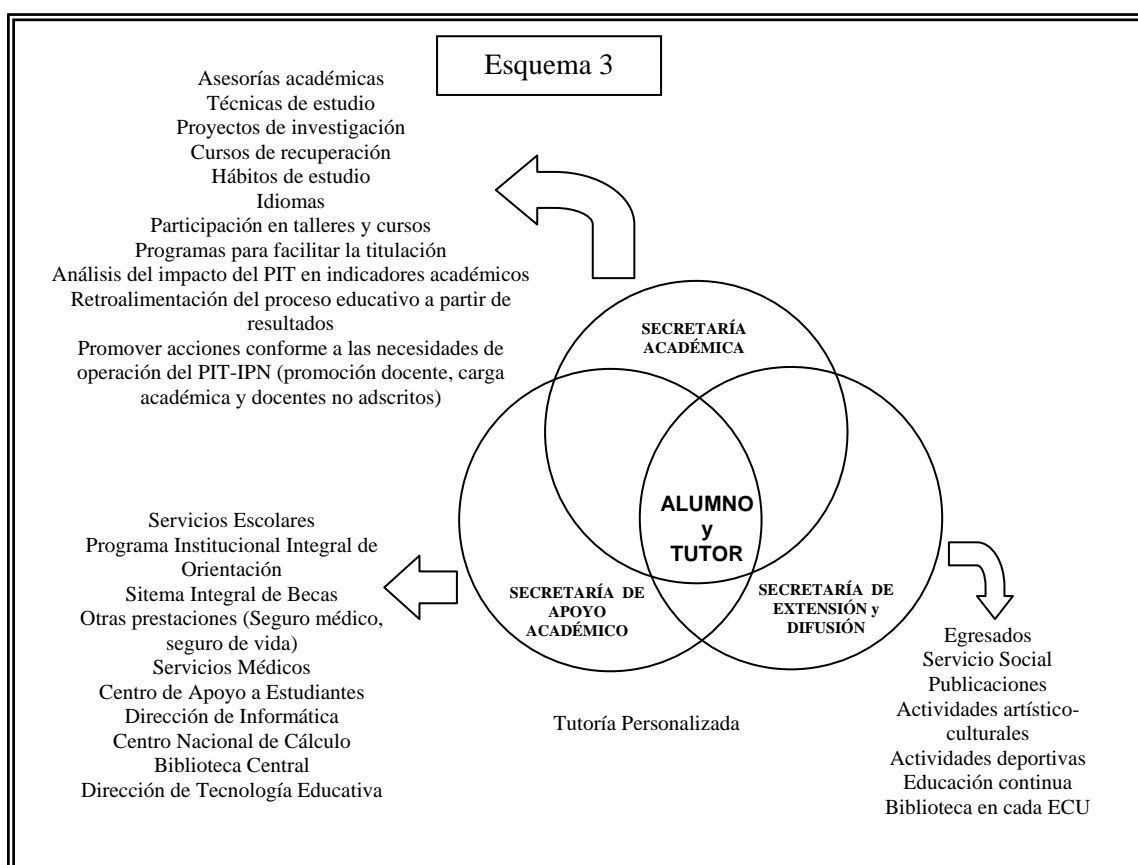 Esquema 3
Asesorías académicas
Técnicas de estudio
Proyectos de investigación
Cursos de recuperación
Hábitos de estudio
Idiomas
Participación en talleres y cursos
Programas para facilitar la titulación
Análisis del impacto del PIT en indicadores académicos
Retroalimentación del proceso educativo a partir de
resultados
Promover acciones conforme a las necesidades de
operación del PIT-IPN (promoción docente, carga
académica y docentes no adscritos)
SECRETARÍA
ACADÉMICA
ALUMNO
y
TUTOR
SECRETARÍA DE
APOYO
ACADÉMICO
SECRETARÍA DE
EXTENSIÓN y
DIFUSIÓN
Servicios Escolares
Programa Institucional Integral de
Orientación
Sitema Integral de Becas
Otras prestaciones (Seguro médico,
seguro de vida)
Servicios Médicos
Centro de Apoyo a Estudiantes
Dirección de Informática
Centro Nacional de Cálculo
Biblioteca Central
Dirección de Tecnología Educativa
Tutoría Personalizada
Egresados
Servicio Social
Publicaciones
Actividades artístico-
culturales
Actividades deportivas
Educación continua
Biblioteca en cada ECU